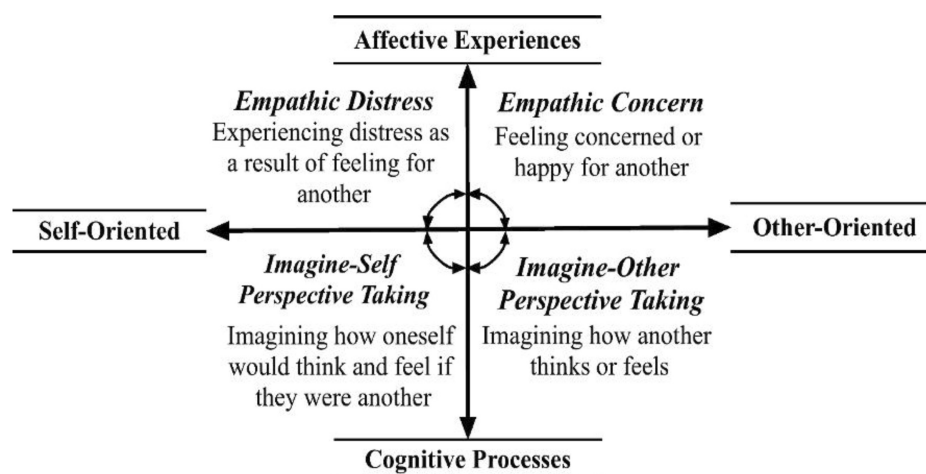 Affective Experiences
Empathic Distress
Experiencing distress as
a result of feeling for
another
Empathic Concern
Feeling concerned or
happy for another
Self-Oriented
Other-Oriented
Imagine-Self
Perspective Taking
Imagining how oneself
would think and feel if
they were another
Imagine-Other
Perspective Taking
Imagining how another
thinks or feels
Cognitive Processes